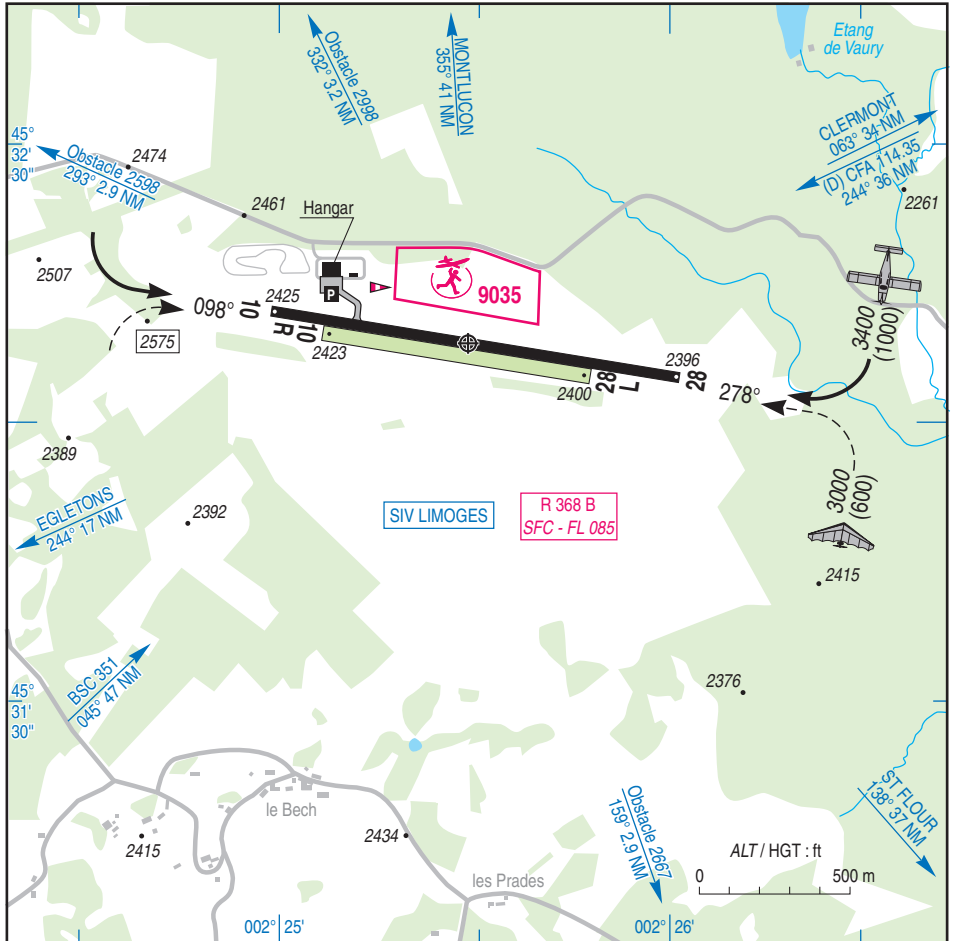 Obstacle 2998
332° 3.2 NM
MONTLUCON
355° 41 NM
Etang
de Vaury
CLERMONT
063° 34 NM
(D) CFA 114.35
244° 36 NM
45°
32'
30"
Obstacle 2598
293° 2.9 NM
2474
2261
2461
Hangar
2507
P
9035
098°
10
2425
2575
10
R
2423
2396
28
278°
2400
28
L
3400
(1000)
2389
EGLETONS
244° 17 NM
2392
SIV LIMOGES
R 368 B
SFC - FL 085
3000
(600)
2415
2376
BSC 351
045° 47 NM
45°
31'
30"
le Bech
2415
2434
les Prades
Obstacle 2667
159° 2.9 NM
ST FLOUR
138° 37 NM
ALT / HGT : ft
0 500 m
002° 25'
002° 26'